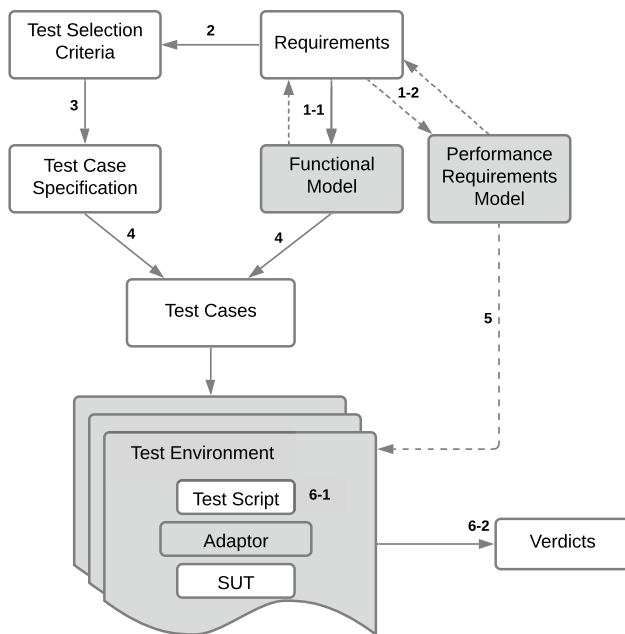 Test Selection
Criteria
2
Requirements
3
1-1
1-2
Test Case
Specification
Functional
Model
Performance
Requirements
Model
4
4
Test Cases
5
Test Environment
Test Script
6-1
Adaptor
6-2
Verdicts
SUT